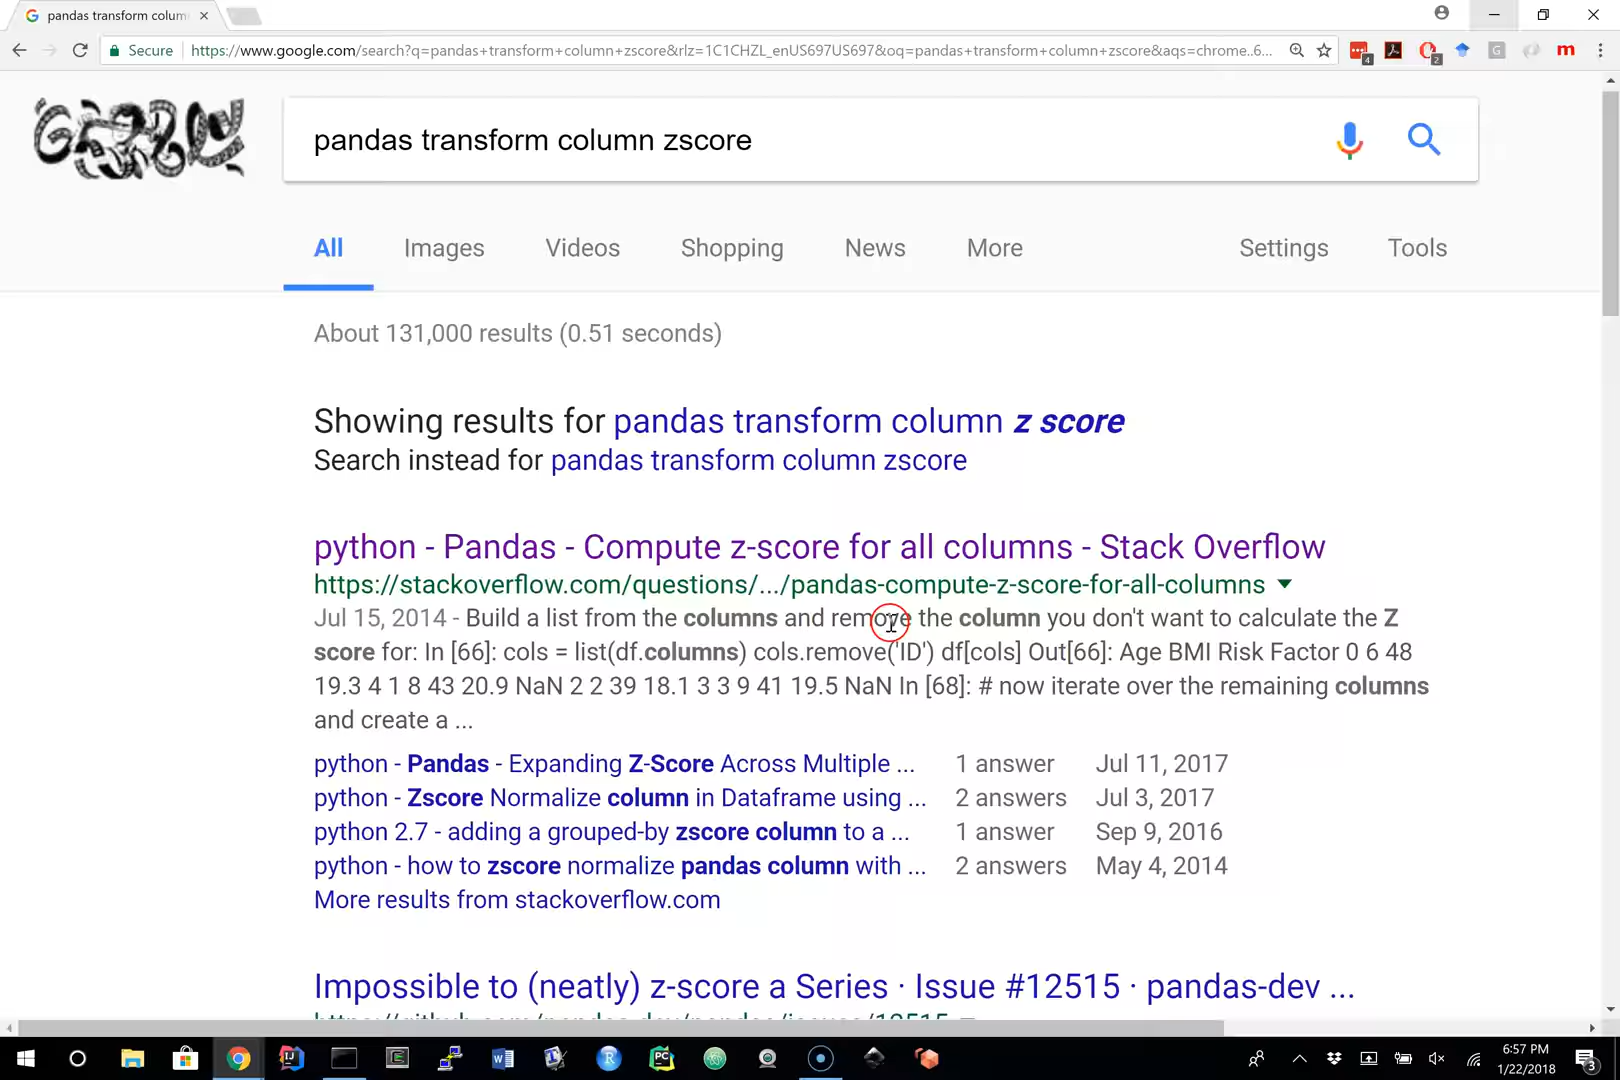 pandas transform colum
Secure
https://www.google.com/search?q=pandas+transform+column+zscore&rlz=1C1CHZL_enUS697US697&oq=pandas+transform+column+zscore&aqs=chrome..6...
4
2
G
m
pandas transform column zscore
All Images Videos Shopping News More Settings Tools
About 131,000 results (0.51 seconds)
Showing results for pandas transform column z score
Search instead for pandas transform column zscore
python - Pandas - Compute z-score for all columns - Stack Overflow
https://stackoverflow.com/questions/.../pandas-compute-z-score-for-all-columns
Jul 15, 2014 - Build a list from the columns and remove the column you don't want to calculate the Z
score for: In [66]: cols = list(df.columns) cols.remove('ID') df[cols] Out[66]: Age BMI Risk Factor 0 6 48
19.3 4 1 8 43 20.9 NaN 2 2 39 18.1 3 3 9 41 19.5 NaN In [68]: # now iterate over the remaining columns
and create a ...
python - Pandas - Expanding Z-Score Across Multiple ... 1 answer Jul 11, 2017
python - Zscore Normalize column in Dataframe using ... 2 answers Jul 3, 2017
python 2.7 - adding a grouped-by zscore column to a ... 1 answer Sep 9, 2016
python - how to zscore normalize pandas column with ... 2 answers May 4, 2014
More results from stackoverflow.com
Impossible to (neatly) z-score a Series · Issue #12515 · pandas-dev ...
6:57 PM
1/22/2018
3